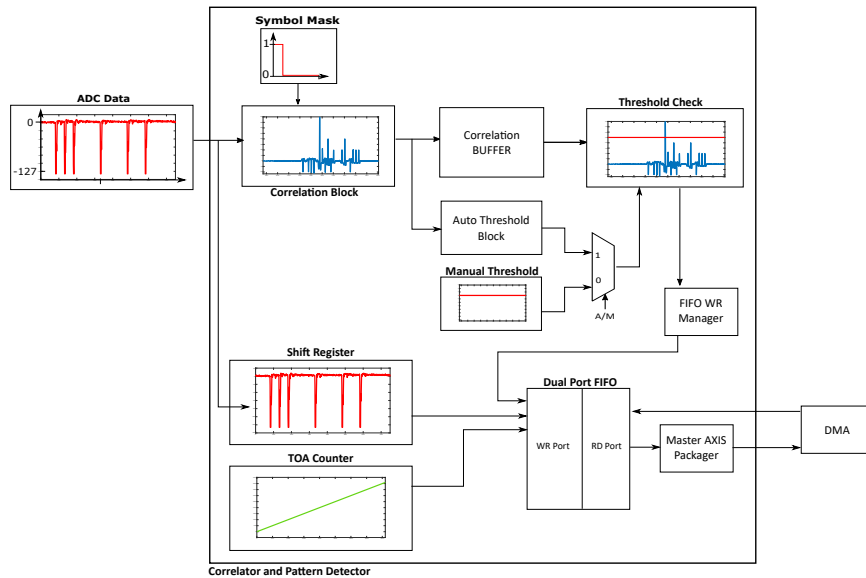 Symbol Mask
1
0
ADC Data
0
-127
Correlation Block
Correlation
BUFFER
Threshold Check
Auto Threshold
Block
Manual Threshold
1
0
A/M
FIFO WR
Manager
Shift Register
Dual Port FIFO
WR Port
RD Port
Master AXIS
Packager
DMA
TOA Counter
Correlator and Pattern Detector